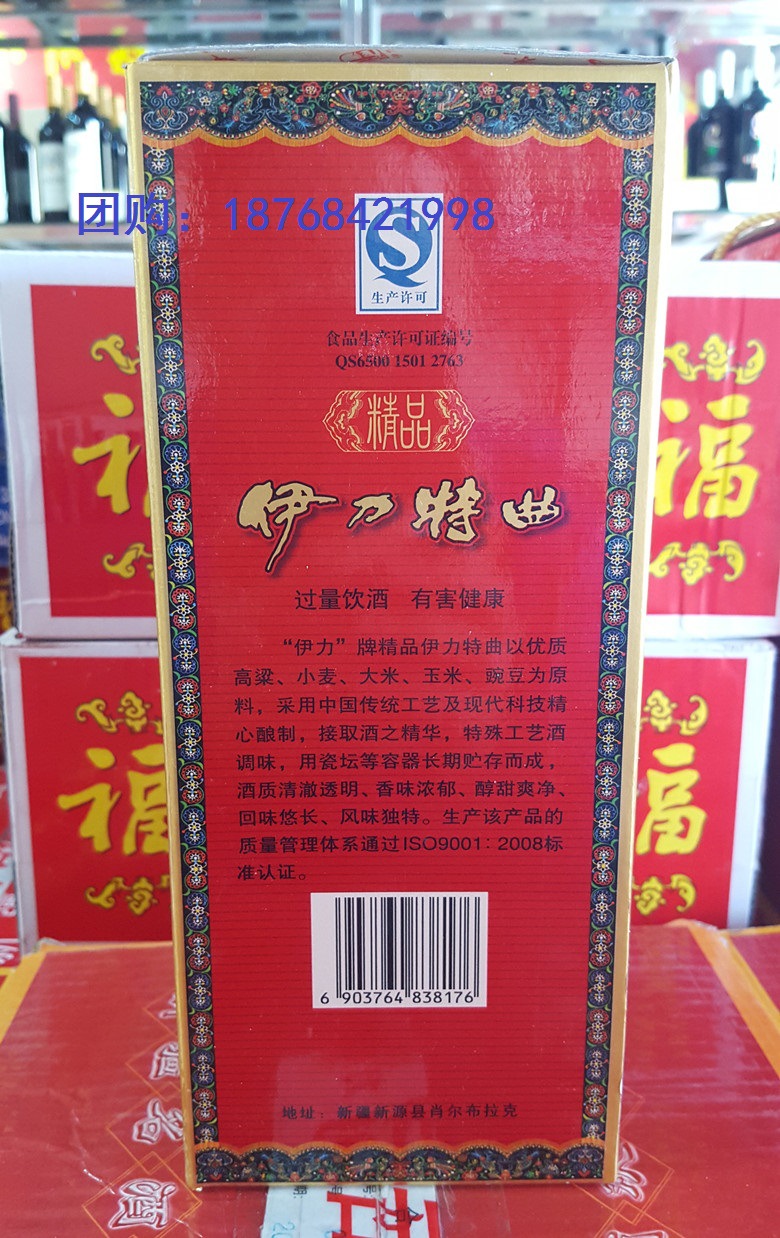 团购：18768421998
生产许可
食品生产许可证编号
QS6500 1501 2763
精品
伊力特曲
过量饮酒 有害健康
“伊力”牌精品伊力特曲以优质
高粱、小麦、大米、玉米、豌豆为原
料，采用中国传统工艺及现代科技精
心酿制，接取酒之精华，特殊工艺酒
调味，用瓷坛等容器长期贮存而成，
酒质清澈透明、香味浓郁、醇甜爽净、
回味悠长、风味独特。生产该产品的
质量管理体系通过ISO9001：2008标
准认证。
6 903764 838176
地址：新疆新源县肖尔布拉克
福
福
福
福
酒